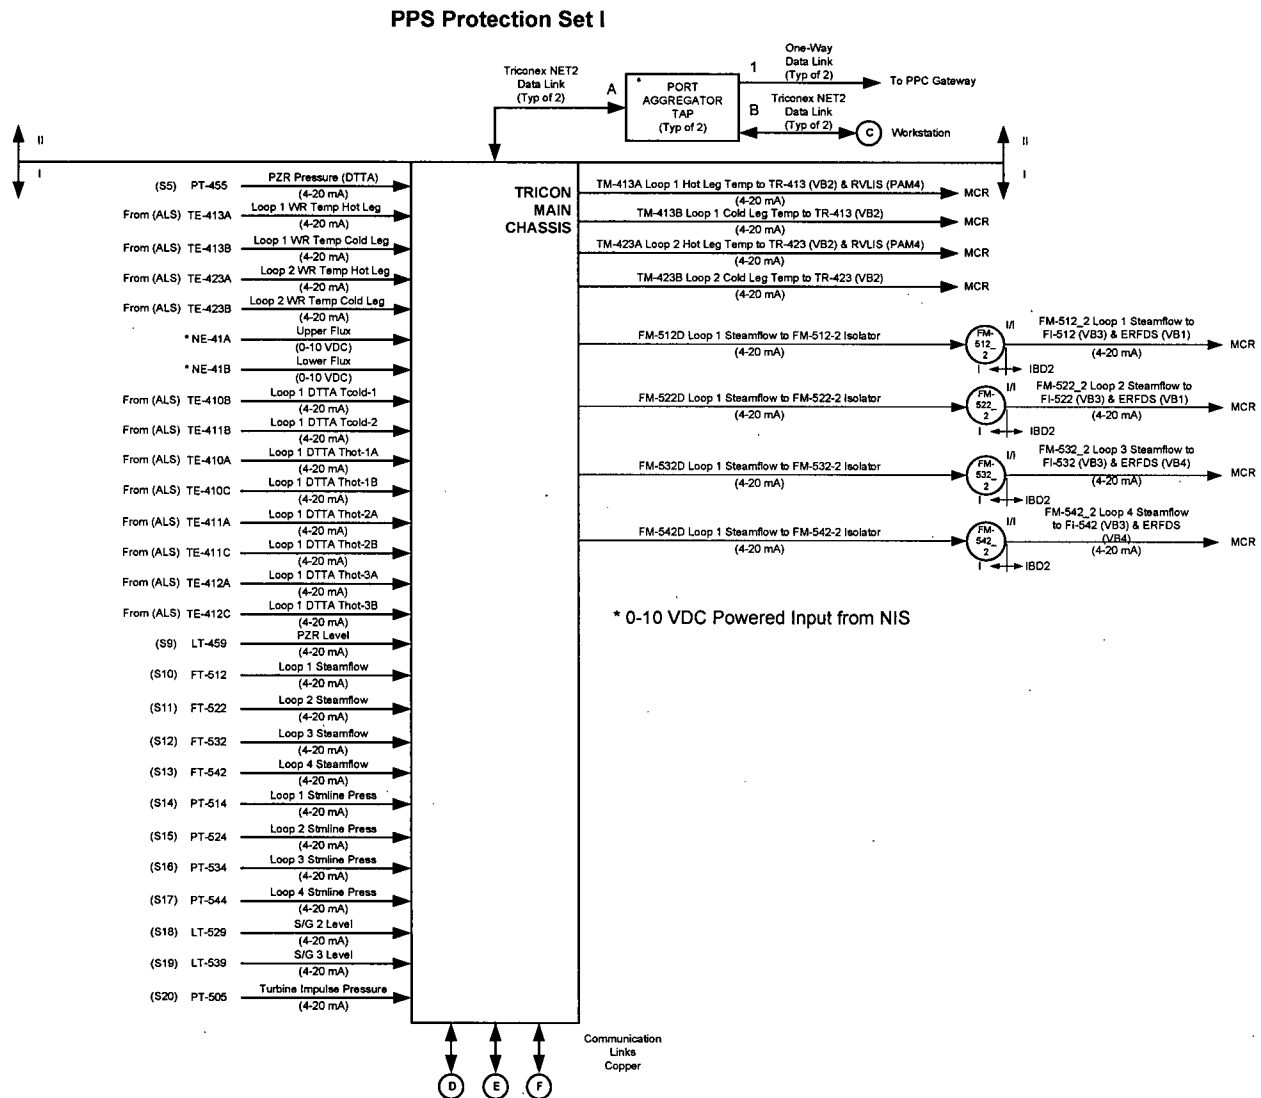 PPS Protection Set I
One-Way
Data Link
(Typ of 2)
Triconex NET2
Data Link
(Typ of 2)
A
*
PORT
AGGREGATOR
TAP
(Typ of 2)
1
To PPC Gateway
B
Triconex NET2
Data Link
(Typ of 2)
C
Workstation
II
I
II
I
TRICON
MAIN
CHASSIS
(S5) PT-455 PZR Pressure (DTTA)
(4-20 mA)
From (ALS) TE-413A Loop 1 WR Temp Hot Leg
(4-20 mA)
From (ALS) TE-413B Loop 1 WR Temp Cold Leg
(4-20 mA)
From (ALS) TE-423A Loop 2 WR Temp Hot Leg
(4-20 mA)
From (ALS) TE-423B Loop 2 WR Temp Cold Leg
(4-20 mA)
* NE-41A Upper Flux
(0-10 VDC)
* NE-41B Lower Flux
(0-10 VDC)
From (ALS) TE-410B Loop 1 DTTA Tcold-1
(4-20 mA)
From (ALS) TE-411B Loop 1 DTTA Tcold-2
(4-20 mA)
From (ALS) TE-410A Loop 1 DTTA Thot-1A
(4-20 mA)
From (ALS) TE-410C Loop 1 DTTA Thot-1B
(4-20 mA)
From (ALS) TE-411A Loop 1 DTTA Thot-2A
(4-20 mA)
From (ALS) TE-411C Loop 1 DTTA Thot-2B
(4-20 mA)
From (ALS) TE-412A Loop 1 DTTA Thot-3A
(4-20 mA)
From (ALS) TE-412C Loop 1 DTTA Thot-3B
(4-20 mA)
(S9) LT-459 PZR Level
(4-20 mA)
(S10) FT-512 Loop 1 Steamflow
(4-20 mA)
(S11) FT-522 Loop 2 Steamflow
(4-20 mA)
(S12) FT-532 Loop 3 Steamflow
(4-20 mA)
(S13) FT-542 Loop 4 Steamflow
(4-20 mA)
(S14) PT-514 Loop 1 Stmline Press
(4-20 mA)
(S15) PT-524 Loop 2 Stmline Press
(4-20 mA)
(S16) PT-534 Loop 3 Stmline Press
(4-20 mA)
(S17) PT-544 Loop 4 Stmline Press
(4-20 mA)
(S18) LT-529 S/G 2 Level
(4-20 mA)
(S19) LT-539 S/G 3 Level
(4-20 mA)
(S20) PT-505 Turbine Impulse Pressure
(4-20 mA)
TM-413A Loop 1 Hot Leg Temp to TR-413 (VB2) & RVLIS (PAM4)
(4-20 mA)
MCR
TM-413B Loop 1 Cold Leg Temp to TR-413 (VB2)
(4-20 mA)
MCR
TM-423A Loop 2 Hot Leg Temp to TR-423 (VB2) & RVLIS (PAM4)
(4-20 mA)
MCR
TM-423B Loop 2 Cold Leg Temp to TR-423 (VB2)
(4-20 mA)
MCR
FM-512D Loop 1 Steamflow to FM-512-2 Isolator
(4-20 mA)
FM-
512_
2
I/I
I
IBD2
FM-512_2 Loop 1 Steamflow to
FI-512 (VB3) & ERFDS (VB1)
(4-20 mA)
MCR
FM-522D Loop 1 Steamflow to FM-522-2 Isolator
(4-20 mA)
FM-
522_
2
I/I
I
IBD2
FM-522_2 Loop 2 Steamflow to
FI-522 (VB3) & ERFDS (VB1)
(4-20 mA)
MCR
FM-532D Loop 1 Steamflow to FM-532-2 Isolator
(4-20 mA)
FM-
532_
2
I/I
I
IBD2
FM-532_2 Loop 3 Steamflow to
FI-532 (VB3) & ERFDS (VB4)
(4-20 mA)
MCR
FM-542D Loop 1 Steamflow to FM-542-2 Isolator
(4-20 mA)
FM-
542_
2
I/I
I
IBD2
FM-542_2 Loop 4 Steamflow
to FI-542 (VB3) & ERFDS
(VB4)
(4-20 mA)
MCR
* 0-10 VDC Powered Input from NIS
Communication
Links
Copper
D
E
F